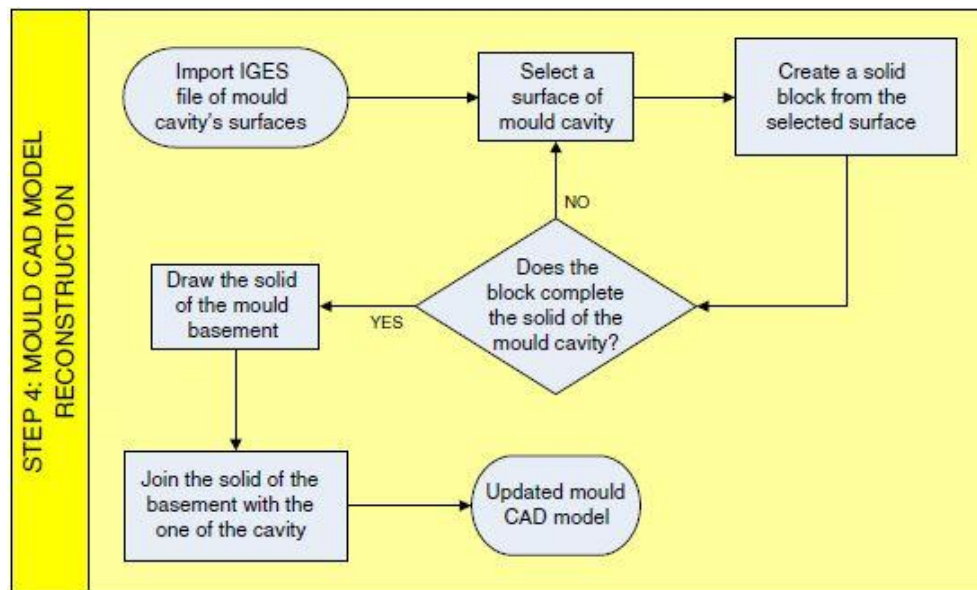 STEP 4: MOULD CAD MODEL
RECONSTRUCTION
Import IGES
file of mould
cavity's surfaces
Select a
surface of
mould cavity
Create a solid
block from the
selected surface
NO
Does the
block complete
the solid of the
mould cavity?
YES
Draw the solid
of the mould
basement
Join the solid of the
basement with the
one of the cavity
Updated mould
CAD model